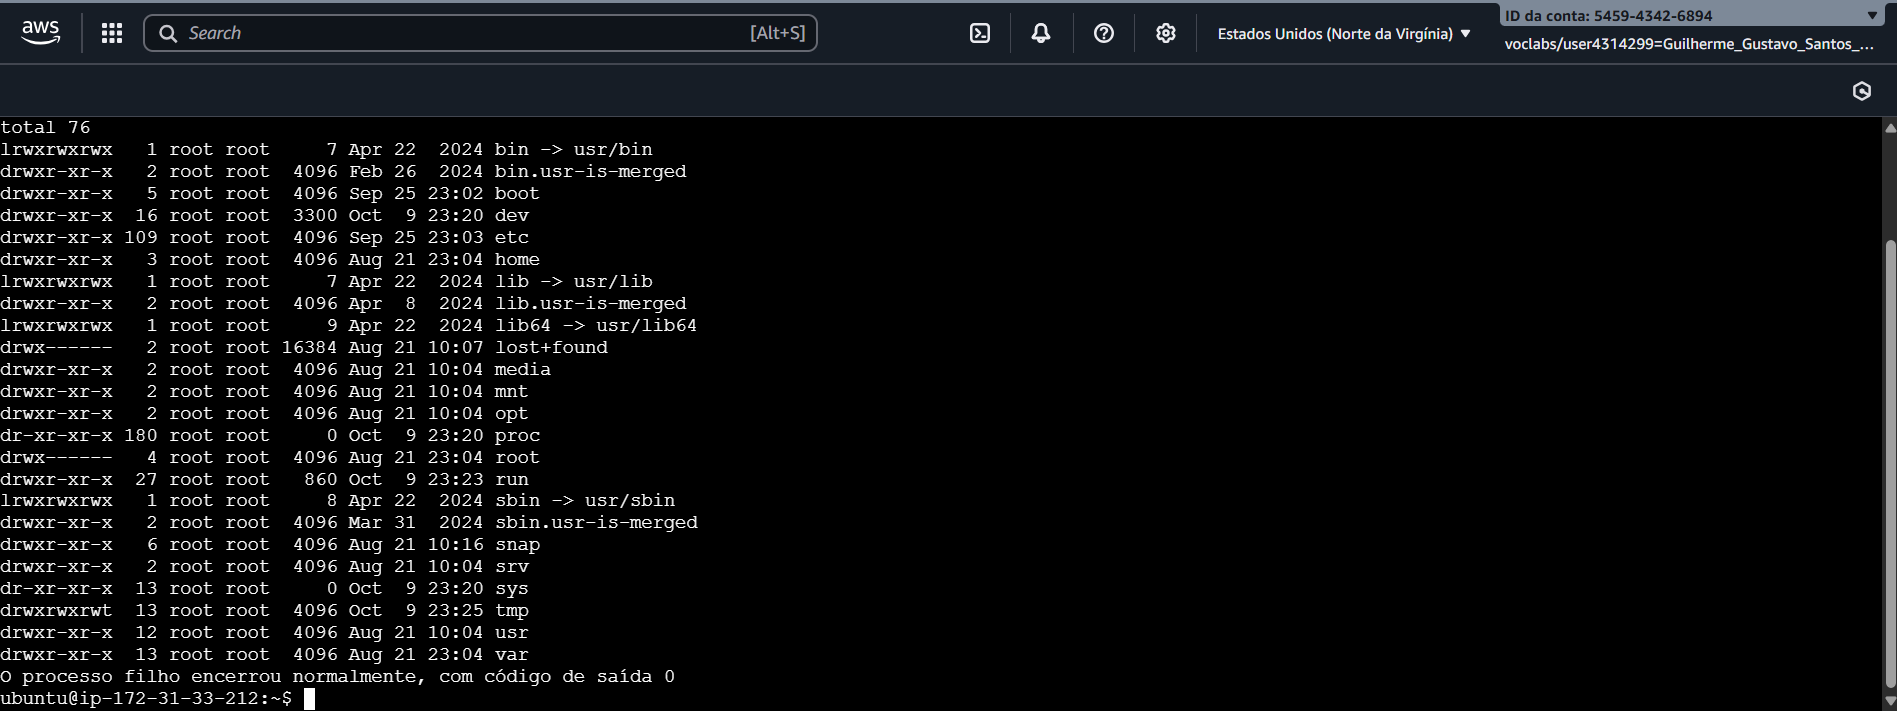 aws
Search [Alt+S]
Estados Unidos (Norte da Virgínia)
ID da conta: 5459-4342-6894
voclabs/user4314299=Guilherme_Gustavo_Santos_...
total 76
lrwxrwxrwx   1 root root     7 Apr 22  2024 bin -> usr/bin
drwxr-xr-x   2 root root  4096 Feb 26  2024 bin.usr-is-merged
drwxr-xr-x   5 root root  4096 Sep 25 23:02 boot
drwxr-xr-x  16 root root  3300 Oct  9 23:20 dev
drwxr-xr-x 109 root root  4096 Sep 25 23:03 etc
drwxr-xr-x   3 root root  4096 Aug 21 23:04 home
lrwxrwxrwx   1 root root     7 Apr 22  2024 lib -> usr/lib
drwxr-xr-x   2 root root  4096 Apr  8  2024 lib.usr-is-merged
lrwxrwxrwx   1 root root     9 Apr 22  2024 lib64 -> usr/lib64
drwx------   2 root root 16384 Aug 21 10:07 lost+found
drwxr-xr-x   2 root root  4096 Aug 21 10:04 media
drwxr-xr-x   2 root root  4096 Aug 21 10:04 mnt
drwxr-xr-x   2 root root  4096 Aug 21 10:04 opt
dr-xr-xr-x 180 root root     0 Oct  9 23:20 proc
drwx------   4 root root  4096 Aug 21 23:04 root
drwxr-xr-x  27 root root   860 Oct  9 23:23 run
lrwxrwxrwx   1 root root     8 Apr 22  2024 sbin -> usr/sbin
drwxr-xr-x   2 root root  4096 Mar 31  2024 sbin.usr-is-merged
drwxr-xr-x   6 root root  4096 Aug 21 10:16 snap
drwxr-xr-x   2 root root  4096 Aug 21 10:04 srv
dr-xr-xr-x  13 root root     0 Oct  9 23:20 sys
drwxrwxrwt  13 root root  4096 Oct  9 23:25 tmp
drwxr-xr-x  12 root root  4096 Aug 21 10:04 usr
drwxr-xr-x  13 root root  4096 Aug 21 23:04 var
O processo filho encerrou normalmente, com código de saída 0
ubuntu@ip-172-31-33-212:~$